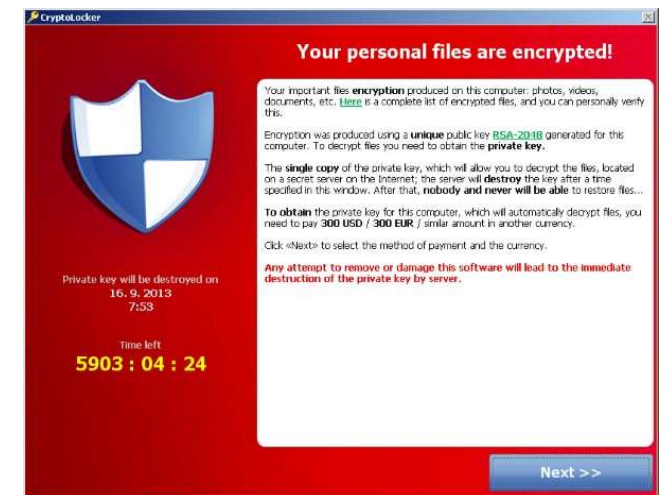 CryptoLocker
Your personal files are encrypted!
Your important files encryption produced on this computer: photos, videos,
documents, etc. Here is a complete list of encrypted files, and you can personally verify
this.
Encryption was produced using a unique public key RSA-2048 generated for this
computer. To decrypt files you need to obtain the private key.
The single copy of the private key, which will allow you to decrypt the files, located
on a secret server on the Internet; the server will destroy the key after a time
specified in this window. After that, nobody and never will be able to restore files...
To obtain the private key for this computer, which will automatically decrypt files, you
need to pay 300 USD / 300 EUR / similar amount in another currency.
Click «Next» to select the method of payment and the currency.
Any attempt to remove or damage this software will lead to the immediate
destruction of the private key by server.
Private key will be destroyed on
16. 9. 2013
7:53
Time left
5903 : 04 : 24
Next >>